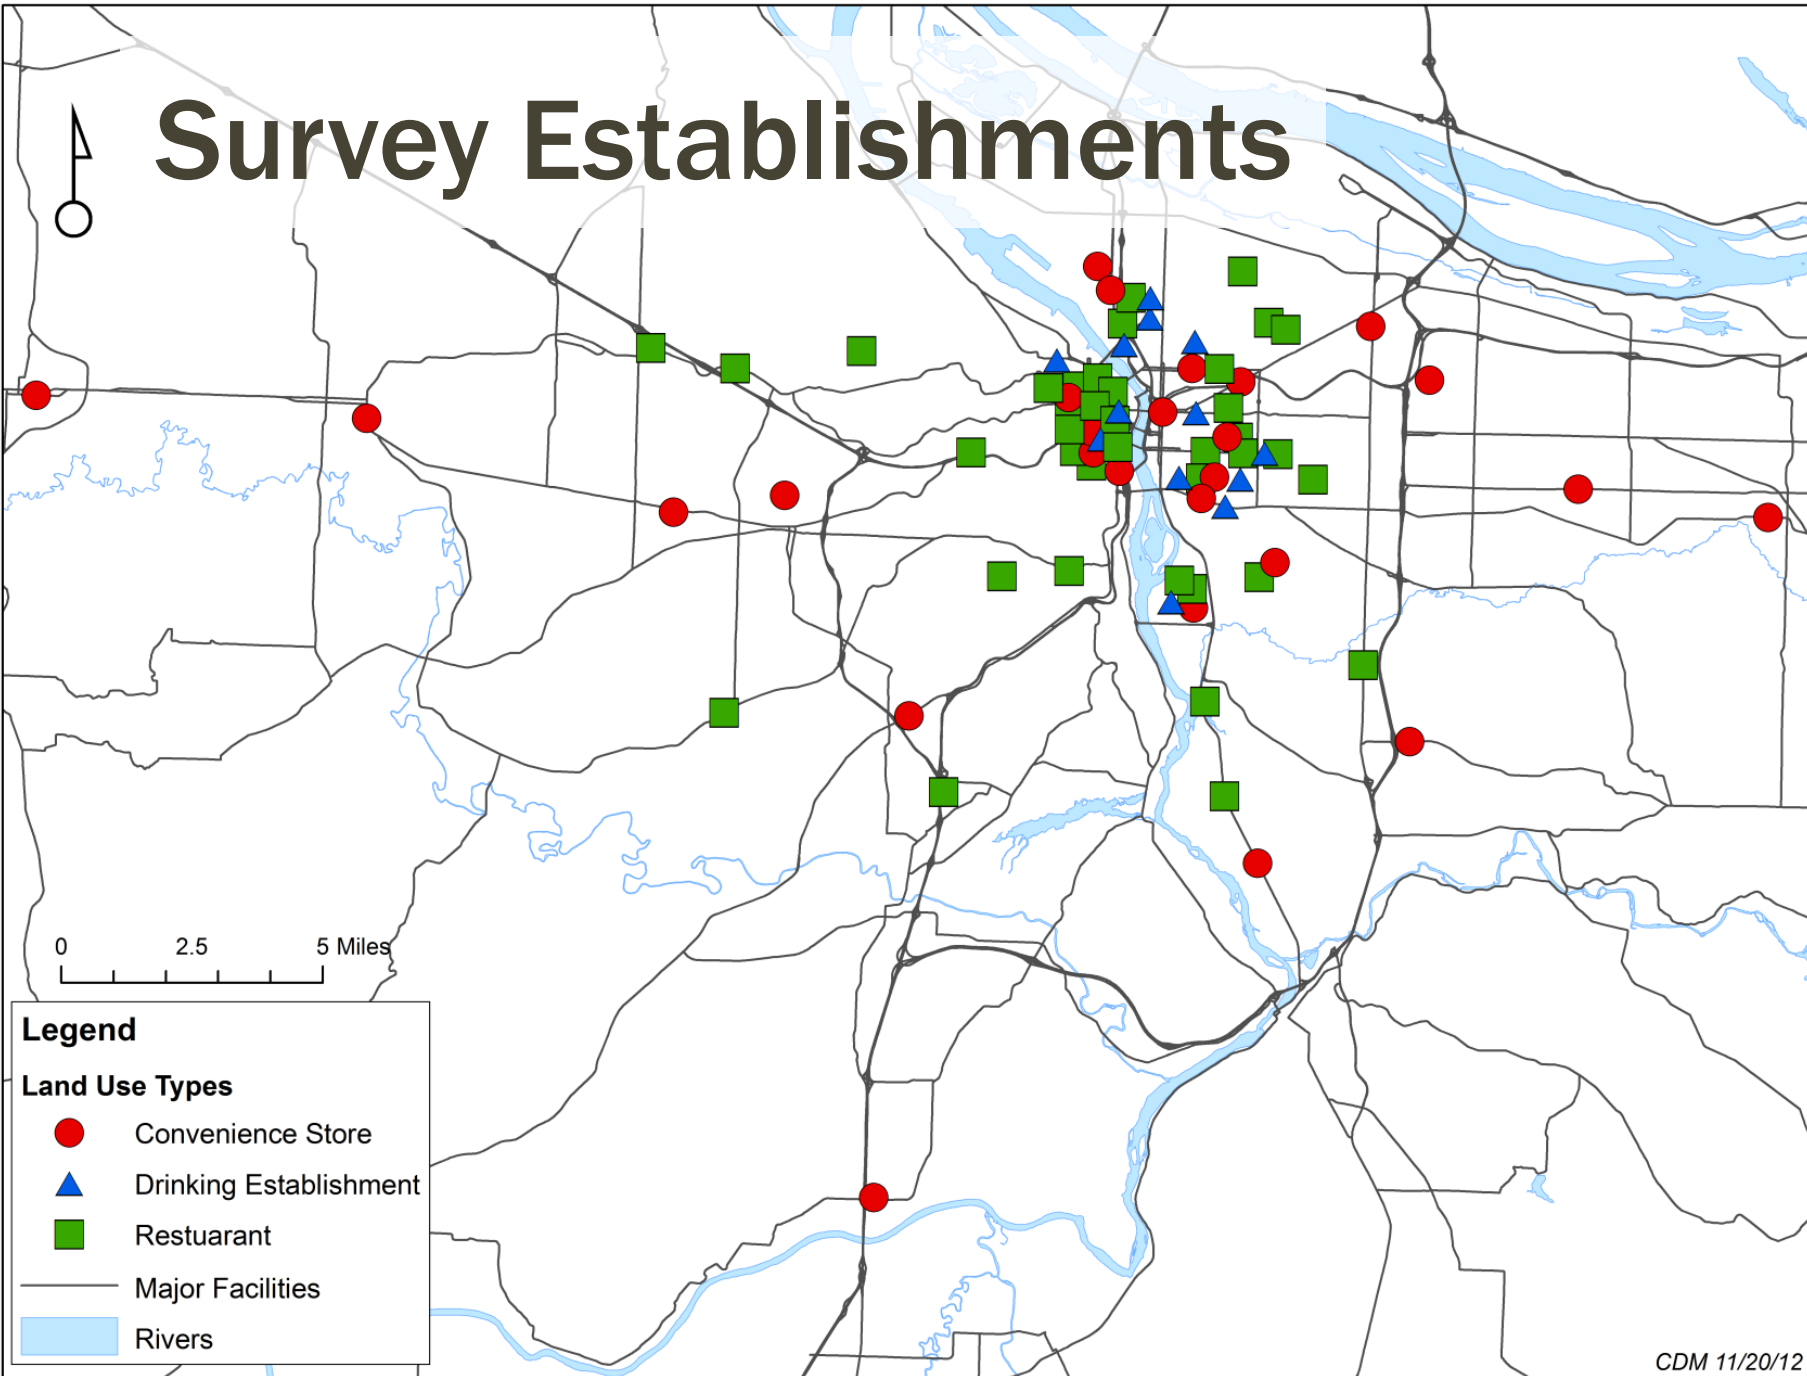 Survey Establishments
0 2.5 5 Miles
Legend
Land Use Types
Convenience Store
Drinking Establishment
Restuarant
Major Facilities
Rivers
CDM 11/20/12